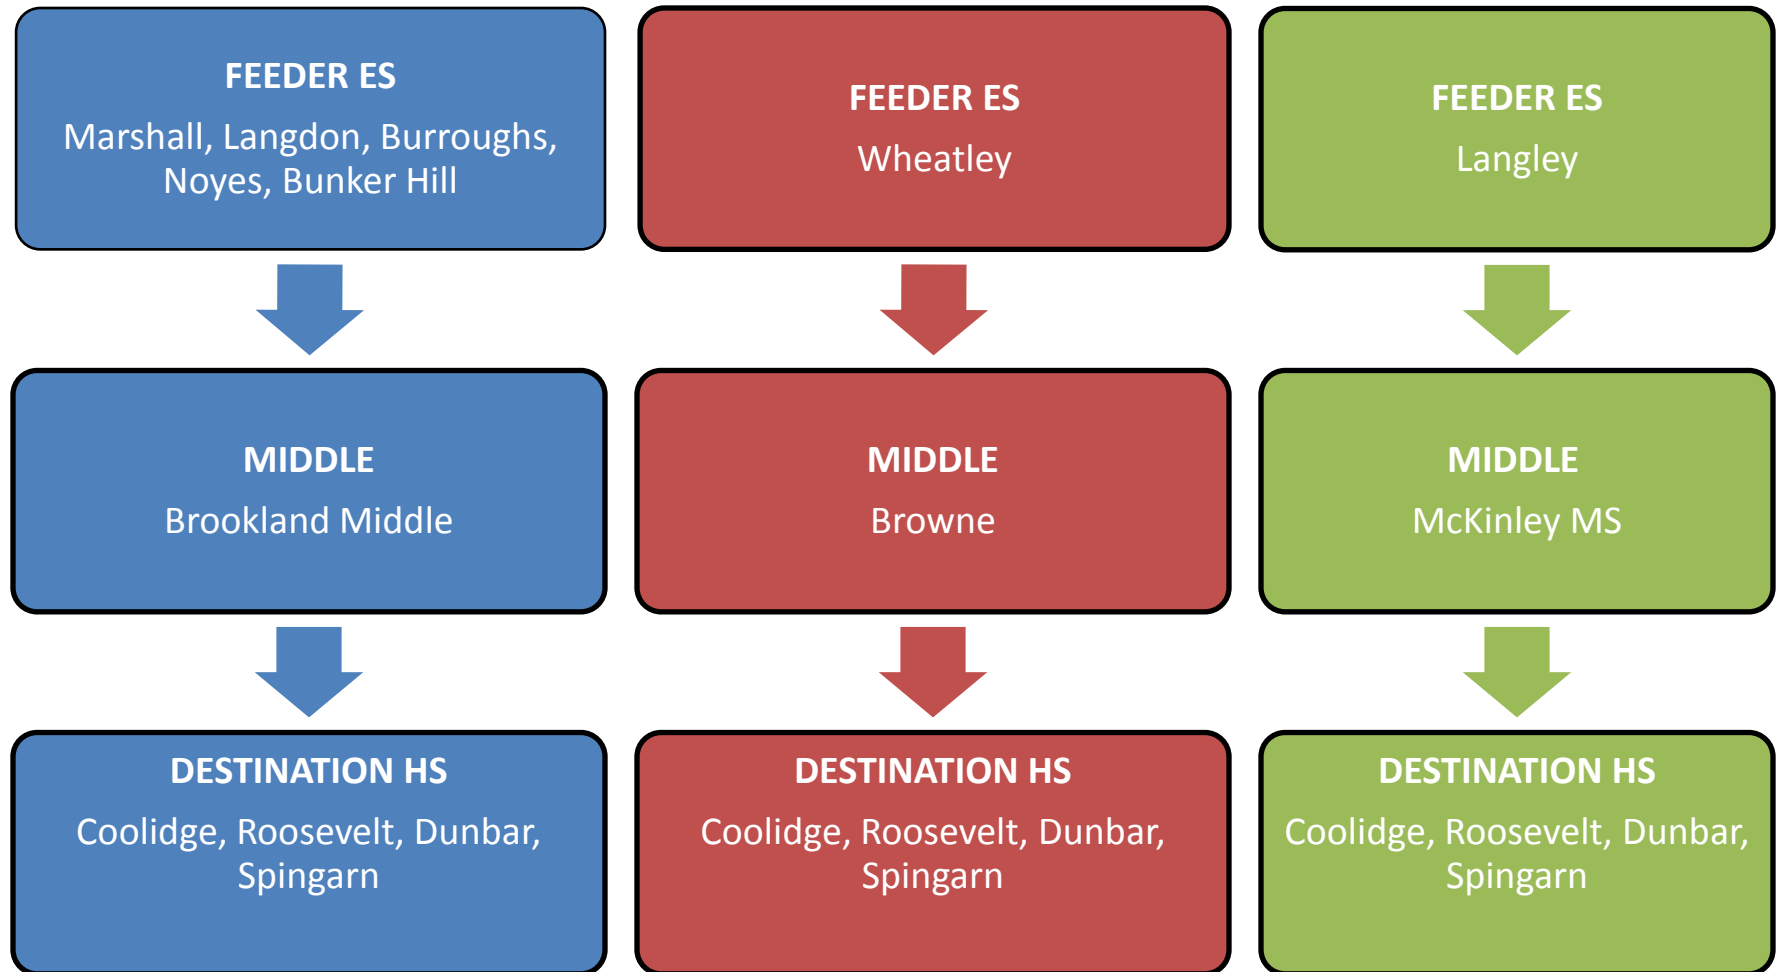 FEEDER ES
Marshall, Langdon, Burroughs,
Noyes, Bunker Hill
FEEDER ES
Wheatley
FEEDER ES
Langley
MIDDLE
Brookland Middle
MIDDLE
Browne
MIDDLE
McKinley MS
DESTINATION HS
Coolidge, Roosevelt, Dunbar,
Spingarn
DESTINATION HS
Coolidge, Roosevelt, Dunbar,
Spingarn
DESTINATION HS
Coolidge, Roosevelt, Dunbar,
Spingarn